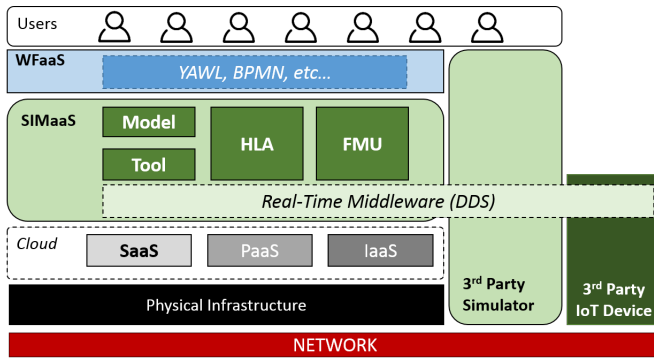 Users
WFaaS
YAWL, BPMN, etc...
SIMaaS
Model
Tool
HLA
FMU
Real-Time Middleware (DDS)
Cloud
SaaS
PaaS
IaaS
Physical Infrastructure
3rd Party
Simulator
3rd Party
IoT Device
NETWORK